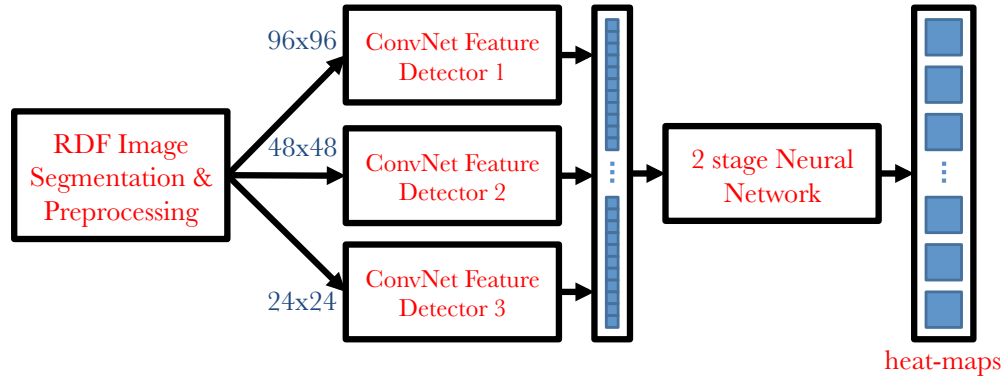 RDF Image
Segmentation &
Preprocessing
96x96
48x48
24x24
ConvNet Feature
Detector 1
ConvNet Feature
Detector 2
ConvNet Feature
Detector 3
2 stage Neural
Network
heat-maps